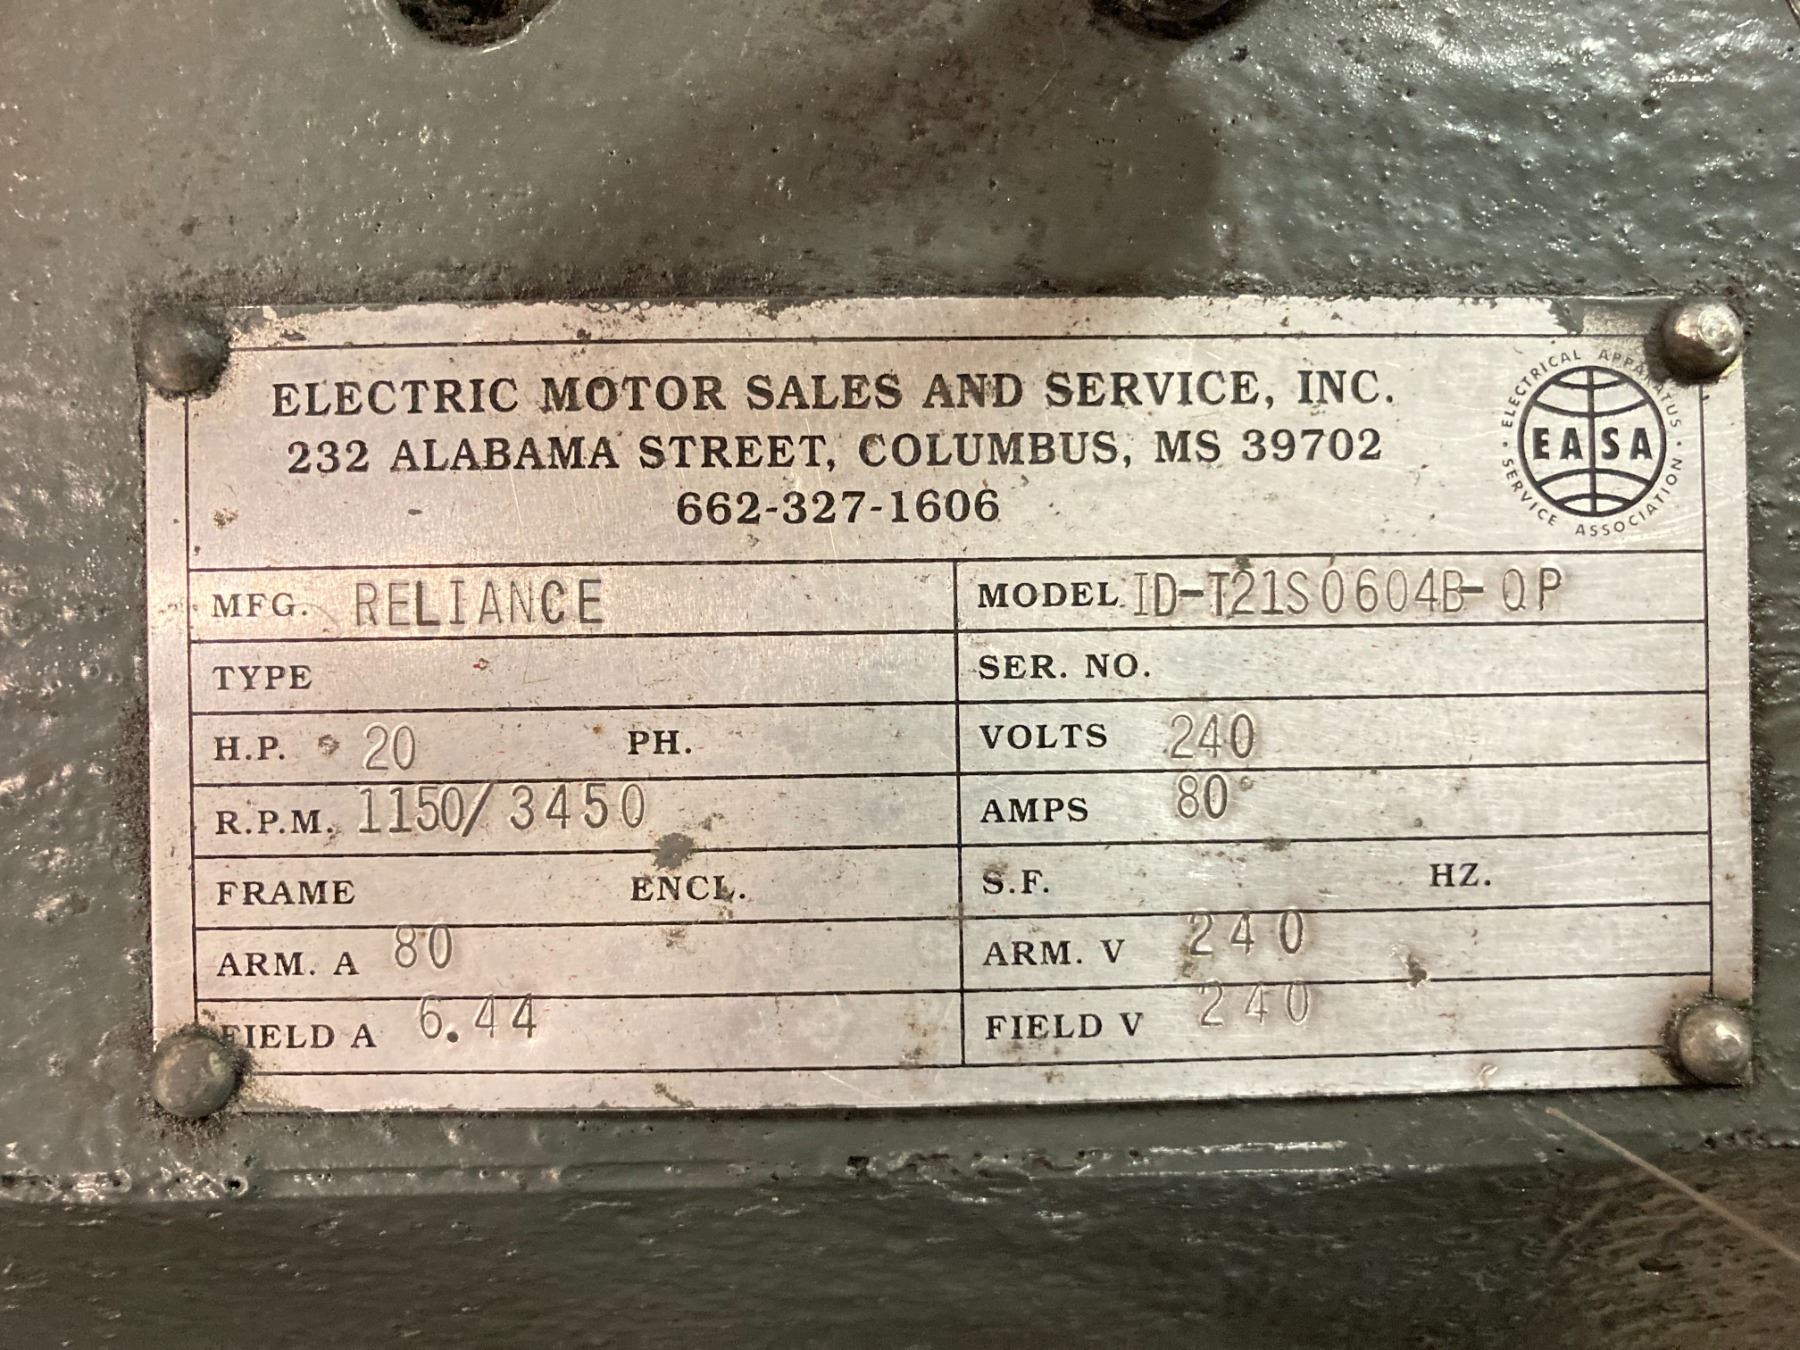 ELECTRIC MOTOR SALES AND SERVICE, INC.
232 ALABAMA STREET, COLUMBUS, MS 39702
662-327-1606
ELECTRICAL APPARATUS • SERVICE ASSOCIATION •
EASA
MFG. RELIANCE MODEL ID-T21S0604B-QP
TYPE SER. NO.
H.P. 20 PH. VOLTS 240
R.P.M. 1150/3450 AMPS 80
FRAME ENCL. S.F. HZ.
ARM. A 80 ARM. V 240
FIELD A 6.44 FIELD V 240